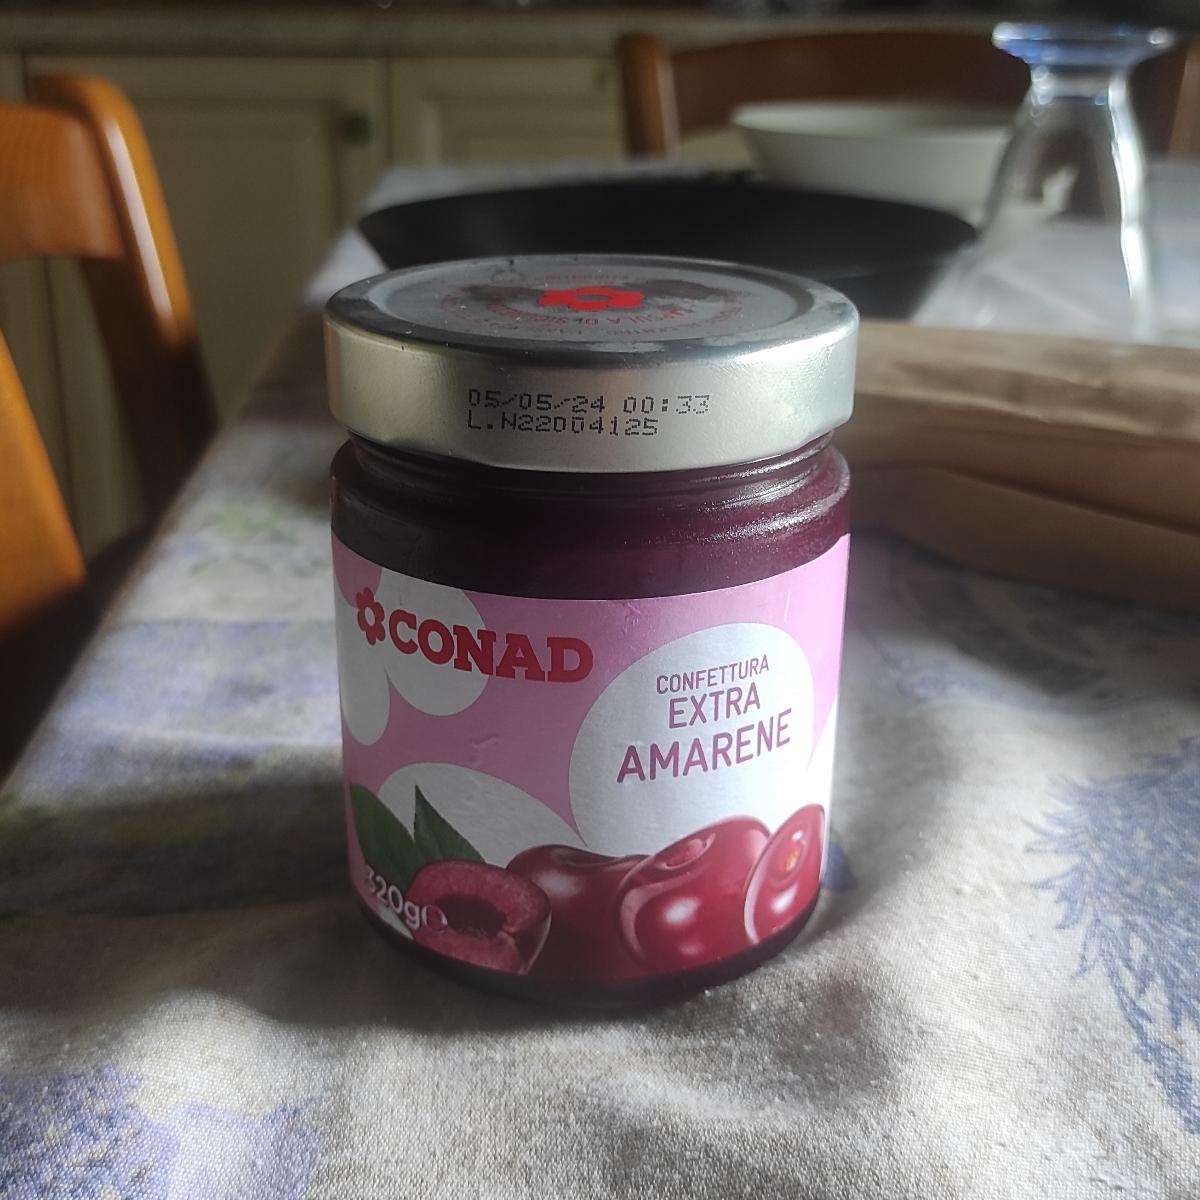 05/05/24 00:33
L.N22004125
CONAD
CONFETTURA
EXTRA
AMARENE
320g℮